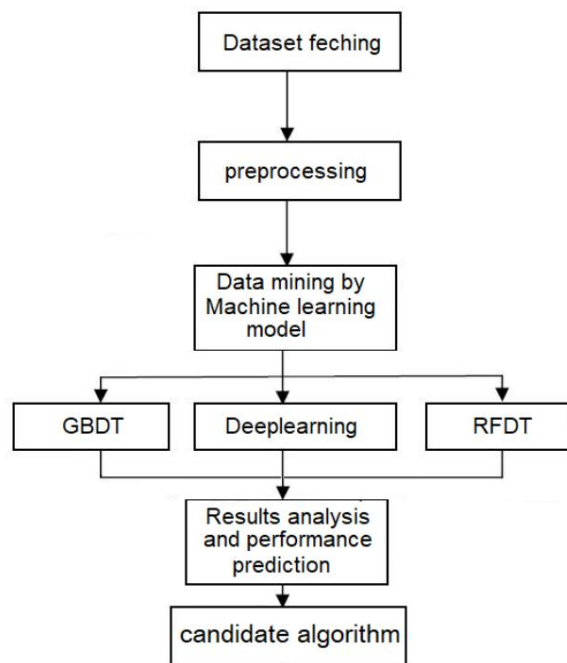 Dataset feching
preprocessing
Data mining by
Machine learning
model
GBDT
Deeplearning
RFDT
Results analysis
and performance
prediction
candidate algorithm